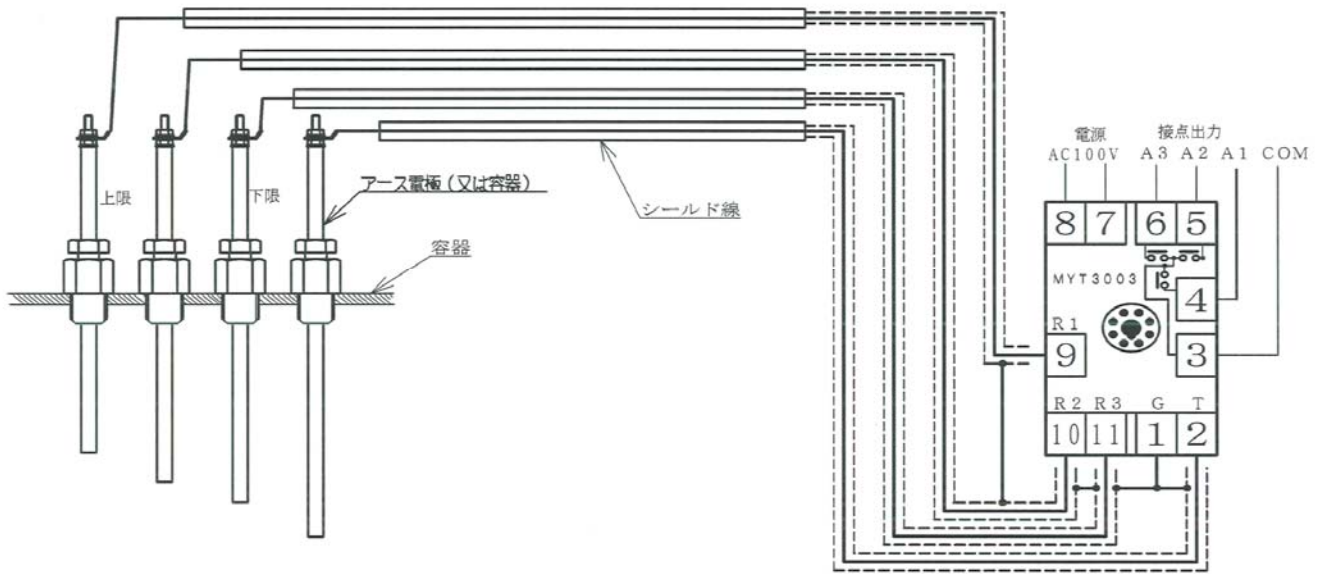 電源 接点出力
AC100V A3 A2 A1 COM
上限
下限
アース電極(又は容器)
シールド線
容器
8 7 6 5
MYT3003
4
R1
9
3
R2 R3 G T
10 11 1 2